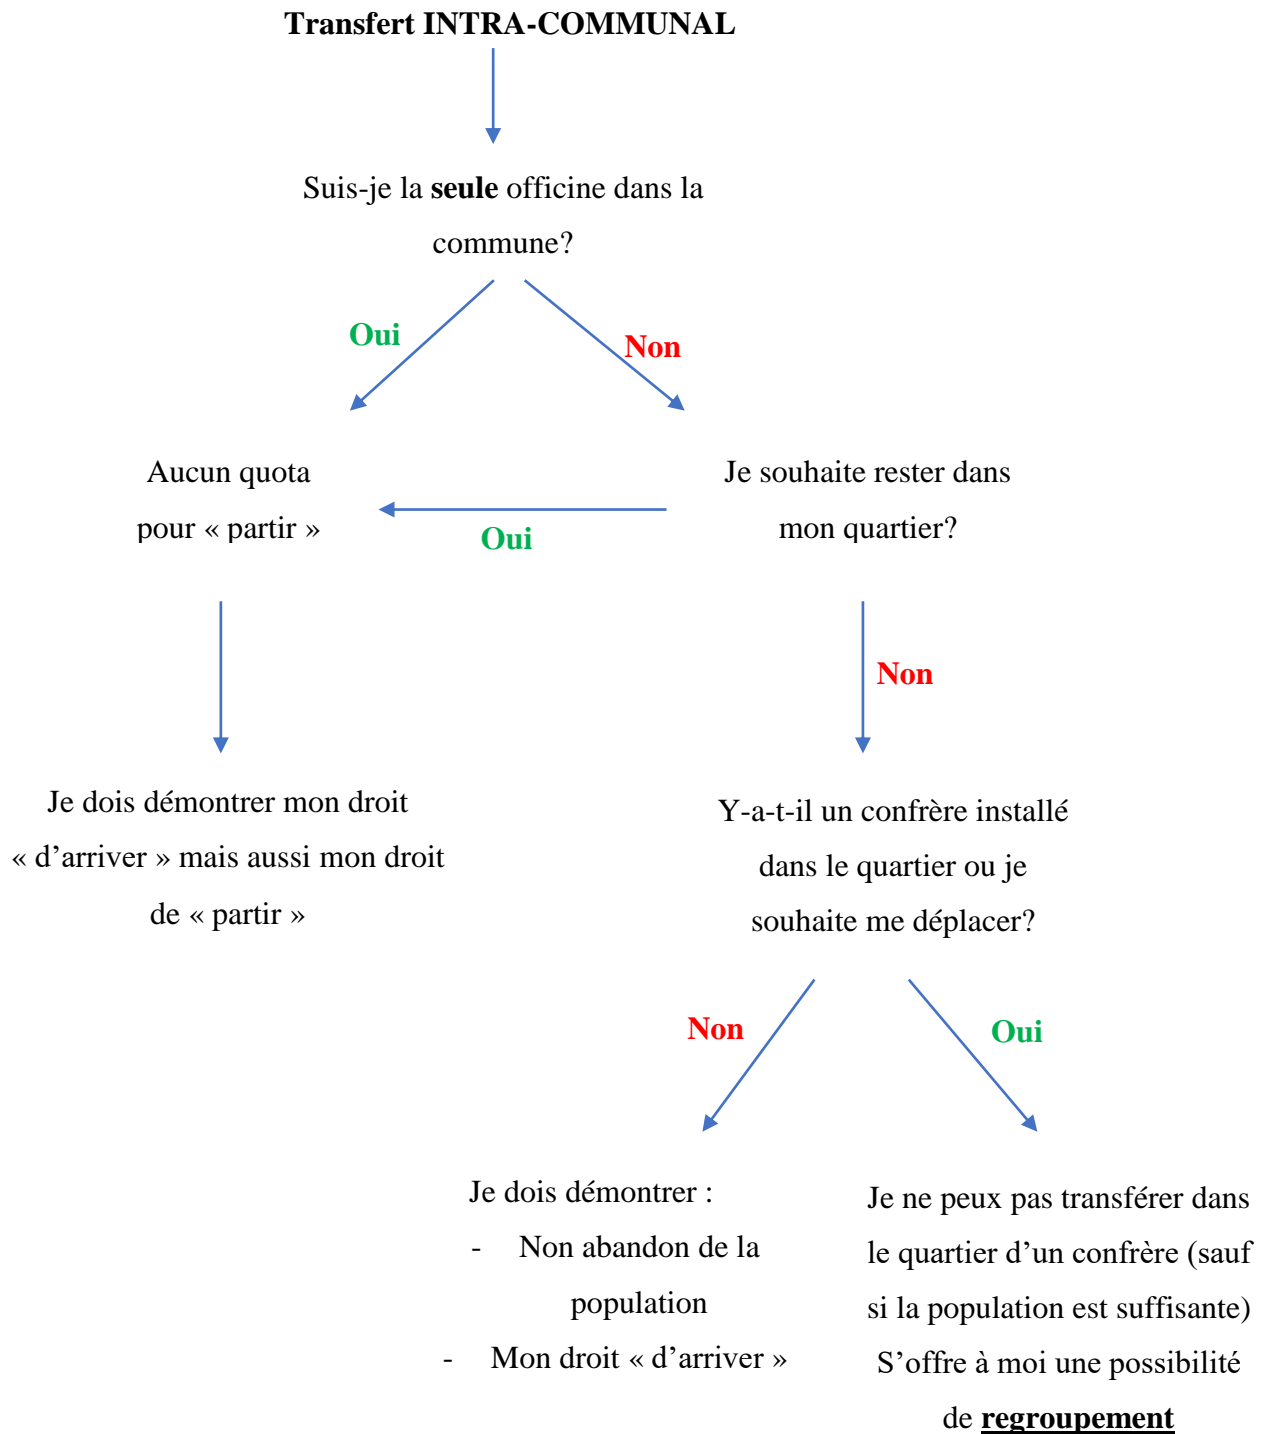 Transfert INTRA-COMMUNAL
Suis-je la seule officine dans la
commune?
Oui
Non
Aucun quota
pour « partir »
Je souhaite rester dans
mon quartier?
Oui
Non
Je dois démontrer mon droit
« d’arriver » mais aussi mon droit
de « partir »
Y-a-t-il un confrère installé
dans le quartier ou je
souhaite me déplacer?
Non
Oui
Je dois démontrer :
- Non abandon de la
population
- Mon droit « d’arriver »
Je ne peux pas transférer dans
le quartier d’un confrère (sauf
si la population est suffisante)
S’offre à moi une possibilité
de regroupement